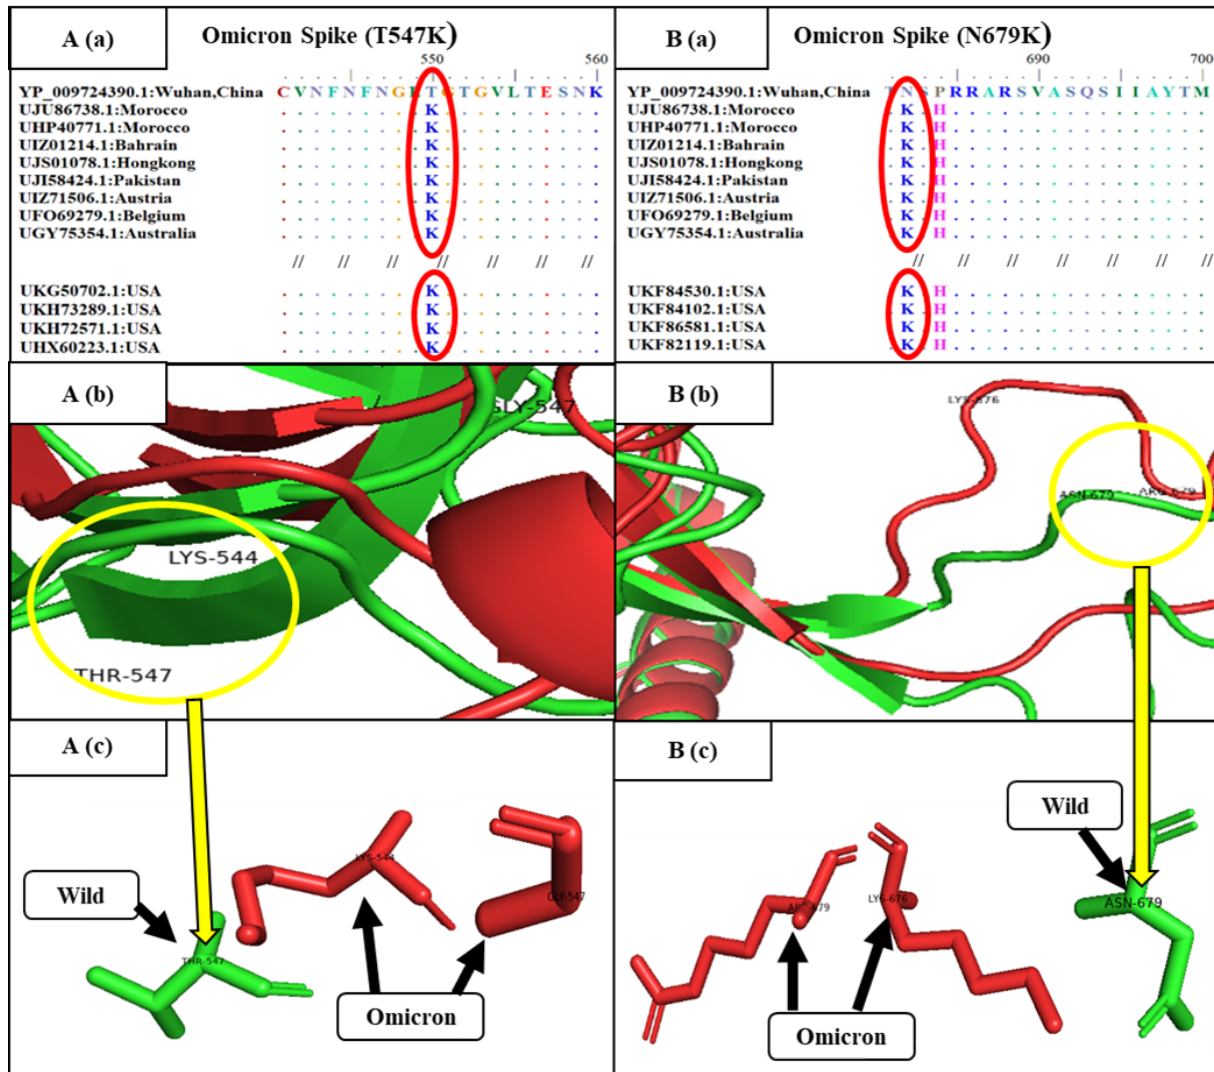 A (a)
Omicron Spike (T547K)
550
560
YP_009724390.1:Wuhan,China
C V N F N F N G T G T G V L T E S N K
UJU86738.1:Morocco
K
UHP40771.1:Morocco
K
UIZ01214.1:Bahrain
K
UJS01078.1:Hongkong
K
UJI58424.1:Pakistan
K
UIZ71506.1:Austria
K
UFO69279.1:Belgium
K
UGY75354.1:Australia
K
// // // // // // //
UKG50702.1:USA
K
UKH73289.1:USA
K
UKH72571.1:USA
K
UHX60223.1:USA
K
B (a)
Omicron Spike (N679K)
690
700
YP_009724390.1:Wuhan,China
N S P R R A R S V A S Q S I I A Y T M
UJU86738.1:Morocco
K H
UHP40771.1:Morocco
K H
UIZ01214.1:Bahrain
K H
UJS01078.1:Hongkong
K H
UJI58424.1:Pakistan
K H
UIZ71506.1:Austria
K H
UFO69279.1:Belgium
K H
UGY75354.1:Australia
K H
// // // // // // //
UKF84530.1:USA
K H
UKF84102.1:USA
K H
UKF86581.1:USA
K H
UKF82119.1:USA
K H
A (b)
GLY-547
LYS-544
THR-547
B (b)
LYS-676
ASN-679
ARG-679
A (c)
Wild
THR-547
LYS-544
GLY-547
Omicron
B (c)
Wild
ARG-679
LYS-676
ASN-679
Omicron